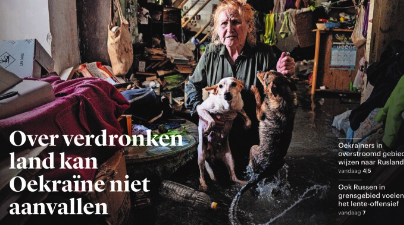 Over verdronken
land kan
Oekraïne niet
aanvallen
Oekraïners in
overstroomd gebied
wijzen naar Rusland
vandaag 4·5
Ook Russen in
grensgebied voelen
het lente-offensief
vandaag 7